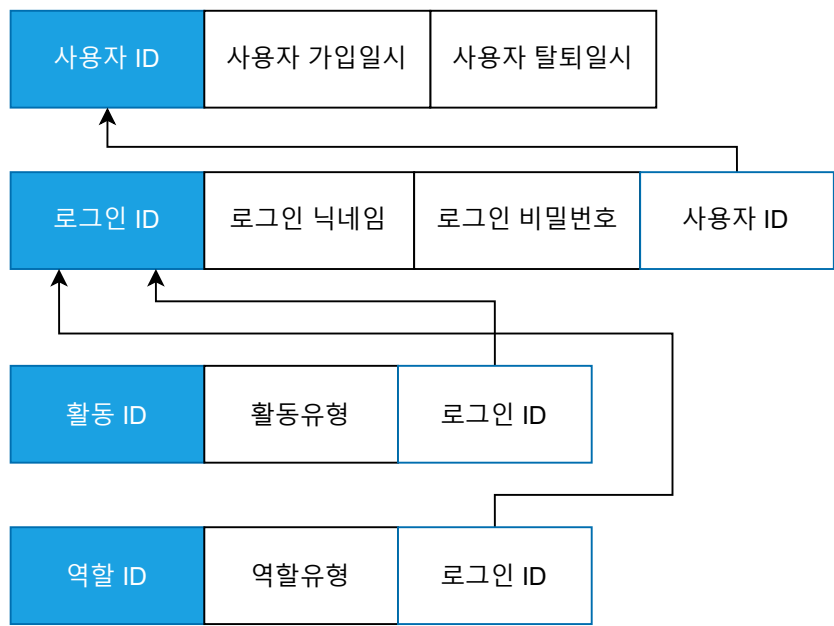 사용자 ID 사용자 가입일시 사용자 탈퇴일시
로그인 ID 로그인 닉네임 로그인 비밀번호 사용자 ID
활동 ID 활동유형 로그인 ID
역할 ID 역할유형 로그인 ID